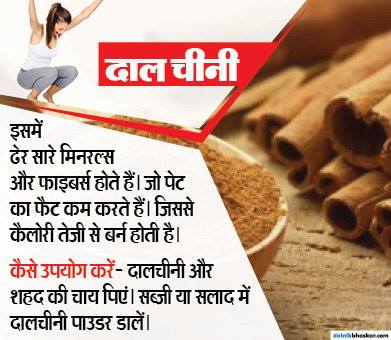 दाल चीनी
इसमें
ढेर सारे मिनरल्स
और फाइबर्स होते हैं। जो पेट
का फैट कम करते हैं। जिससे
कैलोरी तेजी से बर्न होती है।
कैसे उपयोग करें- दालचीनी और
शहद की चाय पिएं। सब्जी या सलाद में
दालचीनी पाउडर डालें।
dainikbhaskar.com